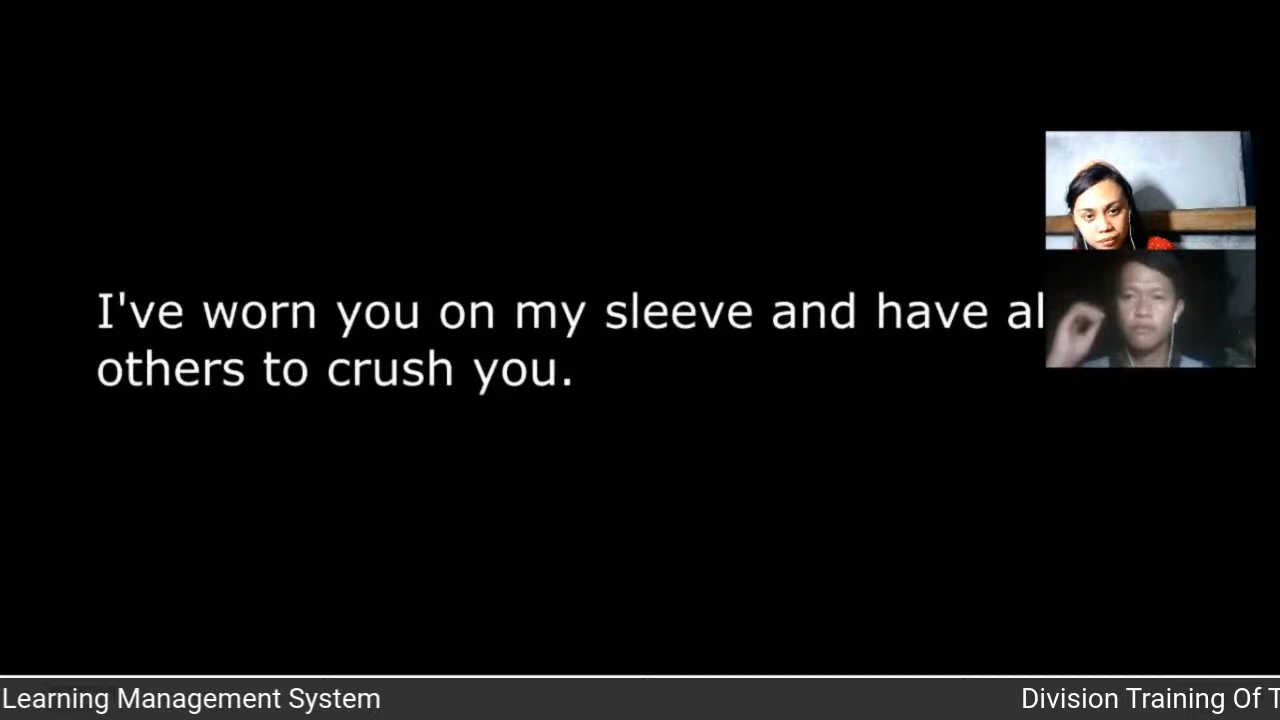 I've worn you on my sleeve and have al
others to crush you.
Learning Management System
Division Training Of T